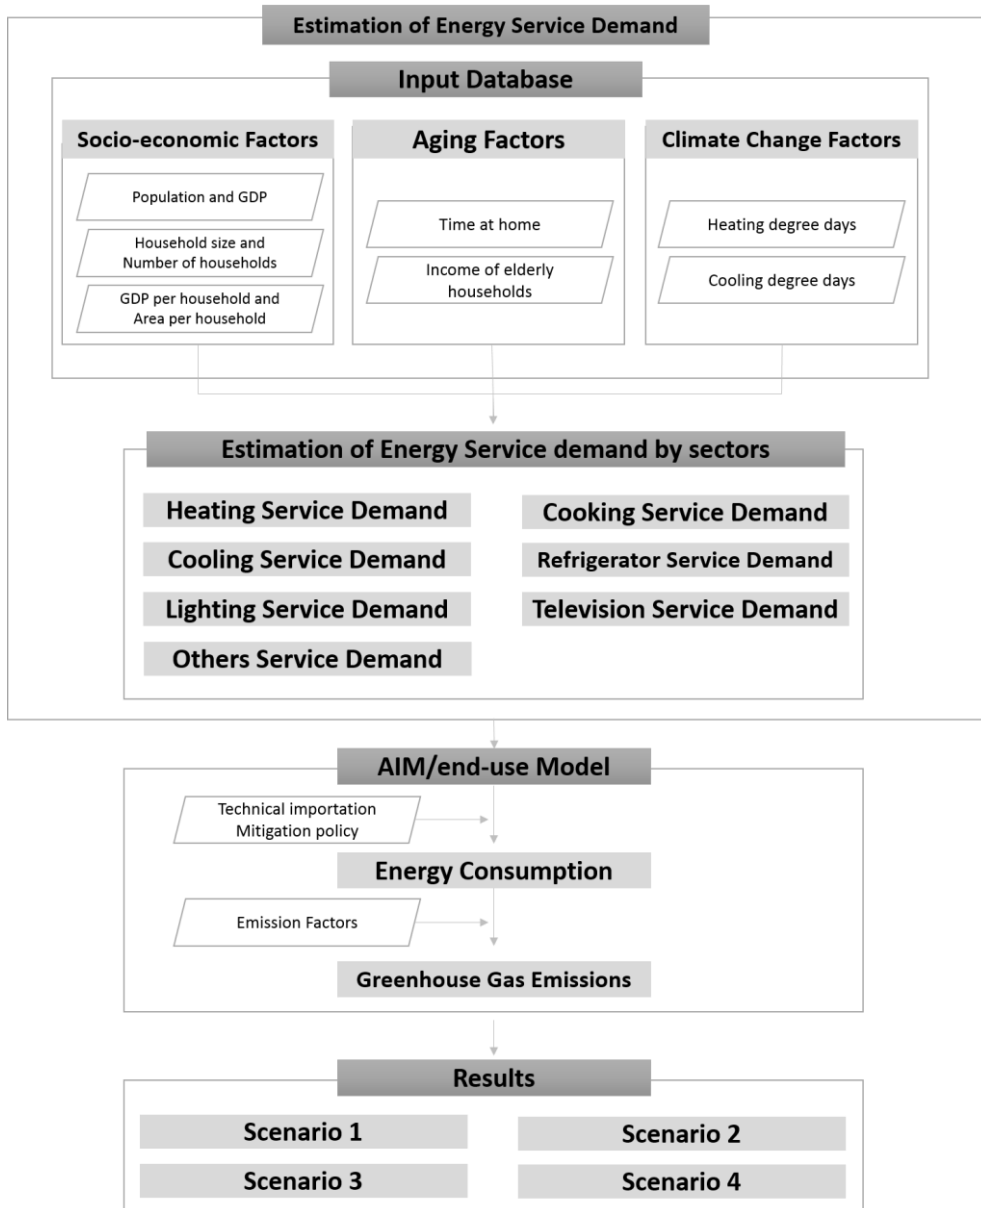 Estimation of Energy Service Demand
Input Database
Socio-economic Factors
Population and GDP
Household size and
Number of households
GDP per household and
Area per household
Aging Factors
Time at home
Income of elderly
households
Climate Change Factors
Heating degree days
Cooling degree days
Estimation of Energy Service demand by sectors
Heating Service Demand
Cooling Service Demand
Lighting Service Demand
Others Service Demand
Cooking Service Demand
Refrigerator Service Demand
Television Service Demand
AIM/end-use Model
Technical importation
Mitigation policy
Energy Consumption
Emission Factors
Greenhouse Gas Emissions
Results
Scenario 1
Scenario 2
Scenario 3
Scenario 4